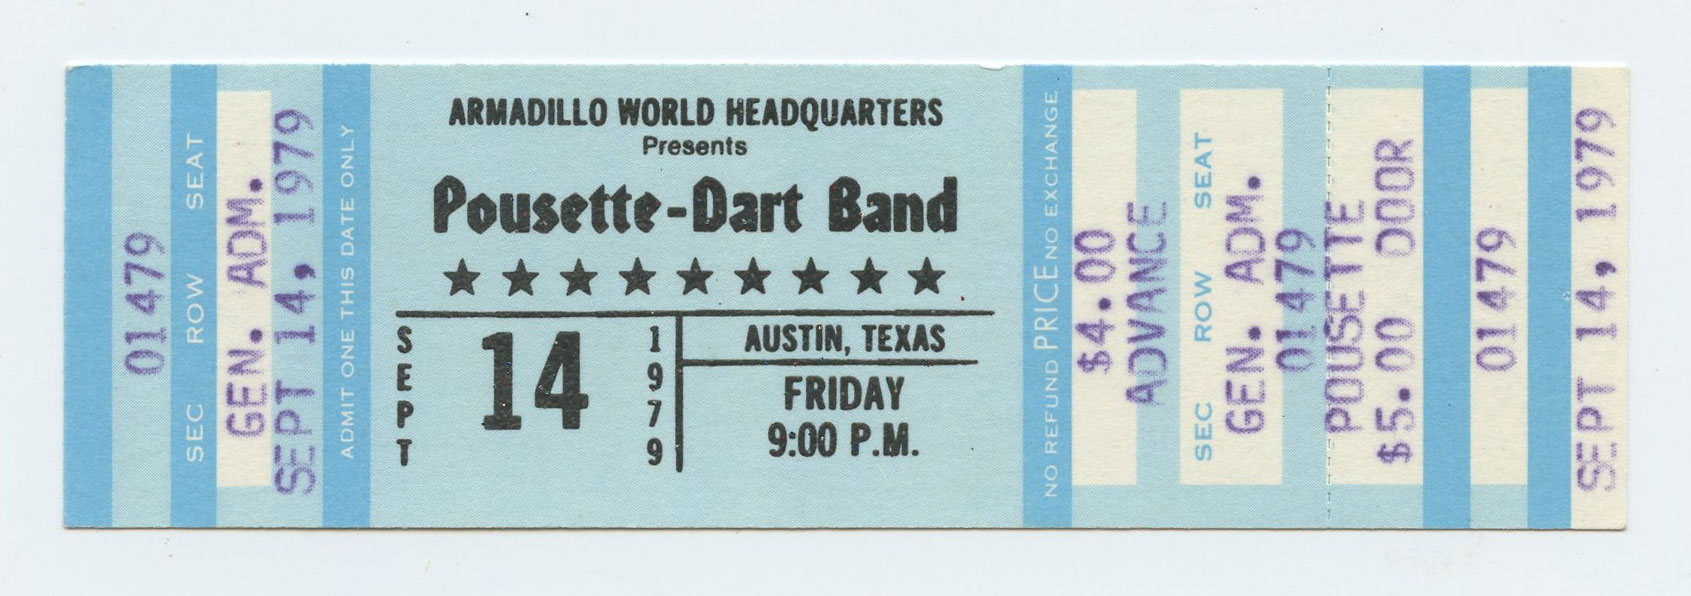 01479
SEC ROW SEAT
GEN. ADM.
SEPT 14, 1979
ADMIT ONE THIS DATE ONLY
ARMADILLO WORLD HEADQUARTERS
Presents
Pousette-Dart Band
SEPT
14
1979
AUSTIN, TEXAS
FRIDAY
9:00 P.M.
NO REFUND PRICE NO EXCHANGE
$4.00
ADVANCE
SEC ROW SEAT
GEN. ADM.
01479
POUSETTE
$5.00 DOOR
01479
SEPT 14, 1979